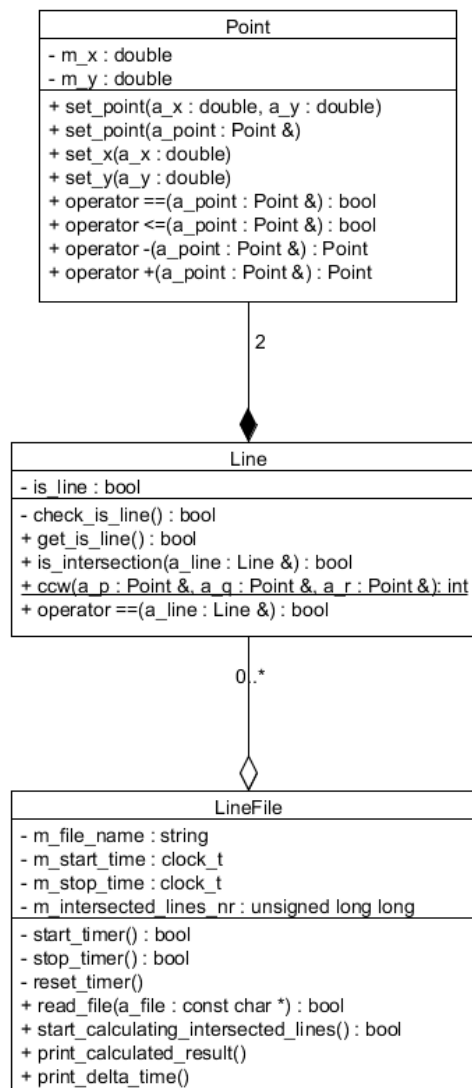 Point
- m_x : double
- m_y : double
+ set_point(a_x : double, a_y : double)
+ set_point(a_point : Point &)
+ set_x(a_x : double)
+ set_y(a_y : double)
+ operator ==(a_point : Point &) : bool
+ operator <=(a_point : Point &) : bool
+ operator -(a_point : Point &) : Point
+ operator +(a_point : Point &) : Point
2
Line
- is_line : bool
- check_is_line() : bool
+ get_is_line() : bool
+ is_intersection(a_line : Line &) : bool
+ ccw(a_p : Point &, a_q : Point &, a_r : Point &): int
+ operator ==(a_line : Line &) : bool
0..*
LineFile
- m_file_name : string
- m_start_time : clock_t
- m_stop_time : clock_t
- m_intersected_lines_nr : unsigned long long
- start_timer() : bool
- stop_timer() : bool
- reset_timer()
+ read_file(a_file : const char *) : bool
+ start_calculating_intersected_lines() : bool
+ print_calculated_result()
+ print_delta_time()